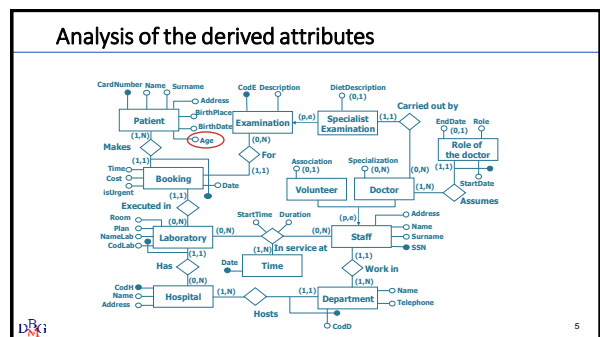 Analysis of the derived attributes
CardNumber Name Surname
Address
BirthPlace
BirthDate
Age
Patient
(1,N)
Makes
(1,1)
CodE Description
Examination
(p,e)
(0,N)
For
(1,1)
DietDescription
(0,1)
Specialist
Examination
(1,1)
Carried out by
(0,N)
EndDate Role
(0,1)
Role of
the doctor
(1,1)
StartDate
Assumes
Time
Cost
isUrgent
Booking
Date
(1,1)
Executed in
(0,N)
Association
(0,1)
Volunteer
Specialization
(0,N)
Doctor
(1,N)
(p,e)
Room
Plan
NameLab
CodLab
Laboratory
(0,N)
StartTime Duration
In service at
(1,N)
(0,N)
Date
Time
Staff
Address
Name
Surname
SSN
(1,1)
Has
(0,N)
(1,1)
Work in
(1,N)
CodH
Name
Address
Hospital
(1,N)
Hosts
(1,1)
Department
Name
Telephone
CodD
DBMG
5